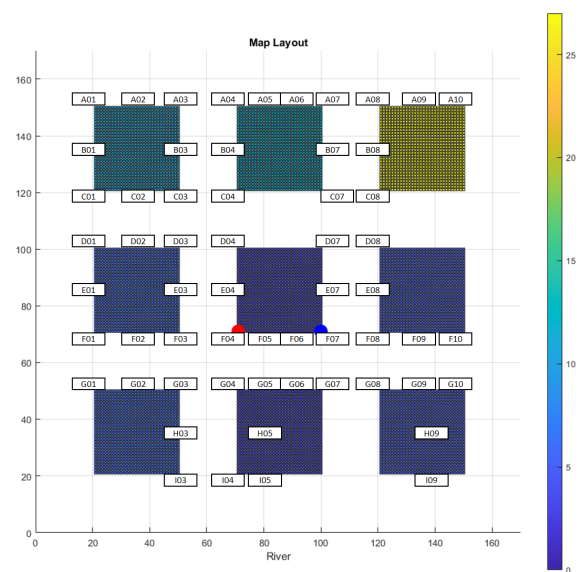 Map Layout
25
160
A01 A02 A03 A04 A05 A06 A07 A08 A09 A10
140
B01 B03 B04 B07 B08
20
120
C01 C02 C03 C04 C07 C08
15
100
D01 D02 D03 D04 D07 D08
E01 E03 E04 E07 E08
80
F01 F02 F03 F04 F05 F06 F07 F08 F09 F10
10
60
G01 G02 G03 G04 G05 G06 G07 G08 G09 G10
40
H03 H05 H09
5
20
I03 I04 I05 I09
0
0 20 40 60 80 100 120 140 160
River
0